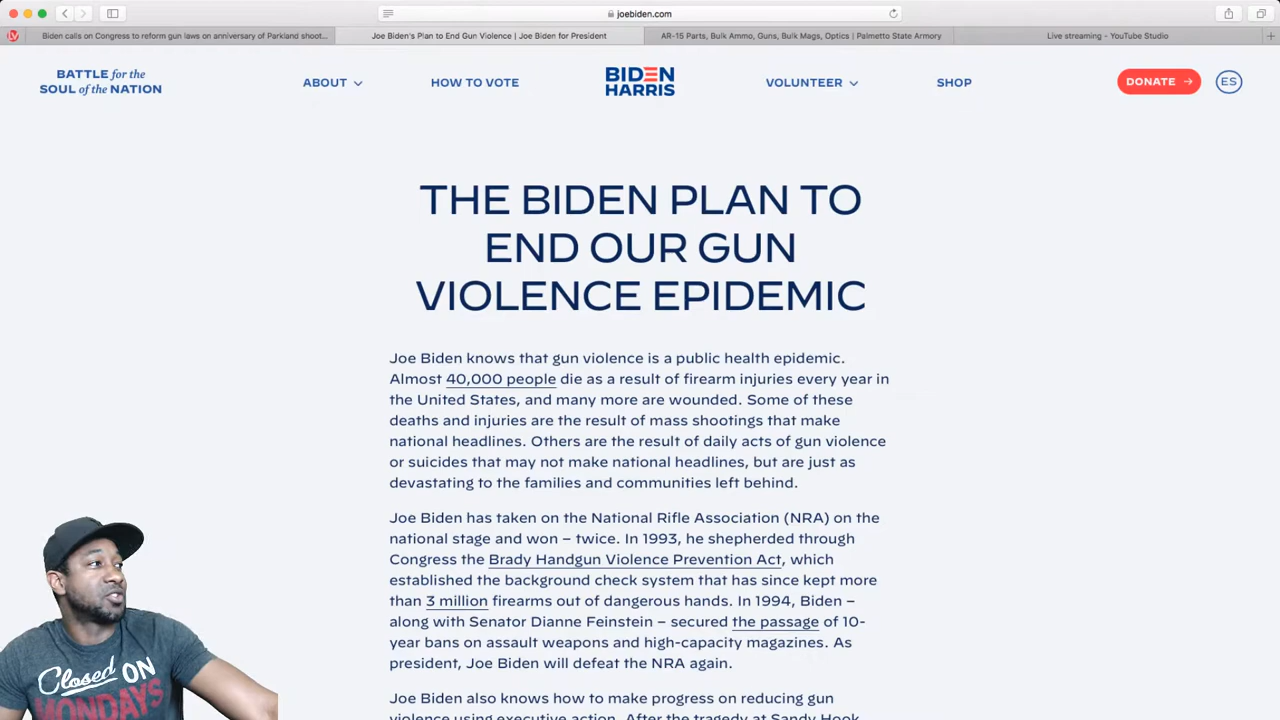 joebiden.com
Biden calls on Congress to reform gun laws on anniversary of Parkland shoot...
Joe Biden's Plan to End Gun Violence | Joe Biden for President
AR-15 Parts, Bulk Ammo, Guns, Bulk Mags, Optics | Palmetto State Armory
Live streaming - YouTube Studio
BATTLE for the
SOUL of the NATION
ABOUT
HOW TO VOTE
BIDEN
HARRIS
VOLUNTEER
SHOP
DONATE →
ES
THE BIDEN PLAN TO
END OUR GUN
VIOLENCE EPIDEMIC
Joe Biden knows that gun violence is a public health epidemic.
Almost 40,000 people die as a result of firearm injuries every year in
the United States, and many more are wounded. Some of these
deaths and injuries are the result of mass shootings that make
national headlines. Others are the result of daily acts of gun violence
or suicides that may not make national headlines, but are just as
devastating to the families and communities left behind.
Joe Biden has taken on the National Rifle Association (NRA) on the
national stage and won – twice. In 1993, he shepherded through
Congress the Brady Handgun Violence Prevention Act, which
established the background check system that has since kept more
than 3 million firearms out of dangerous hands. In 1994, Biden –
along with Senator Dianne Feinstein – secured the passage of 10-
year bans on assault weapons and high-capacity magazines. As
president, Joe Biden will defeat the NRA again.
Joe Biden also knows how to make progress on reducing gun
violence using executive action. After the tragedy at Sandy Hook
Closed ON
MONDAYS